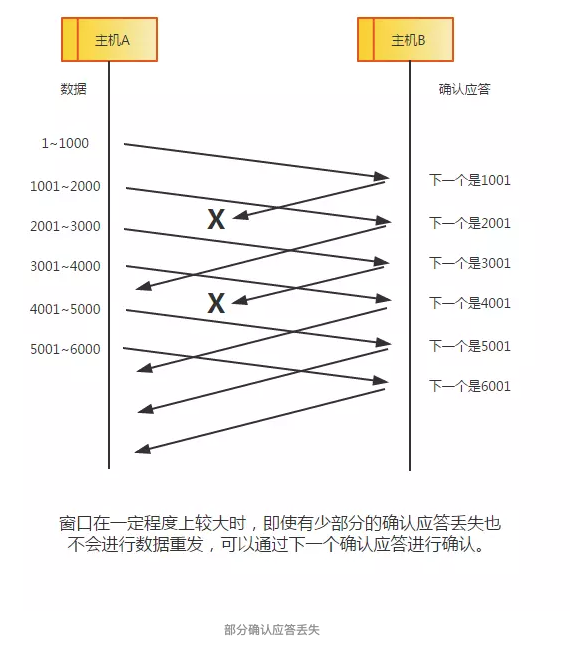 主机A
主机B
数据
确认应答
1~1000
下一个是1001
1001~2000
X
下一个是2001
2001~3000
下一个是3001
3001~4000
X
下一个是4001
4001~5000
下一个是5001
5001~6000
下一个是6001
窗口在一定程度上较大时，即使有少部分的确认应答丢失也
不会进行数据重发，可以通过下一个确认应答进行确认。
部分确认应答丢失